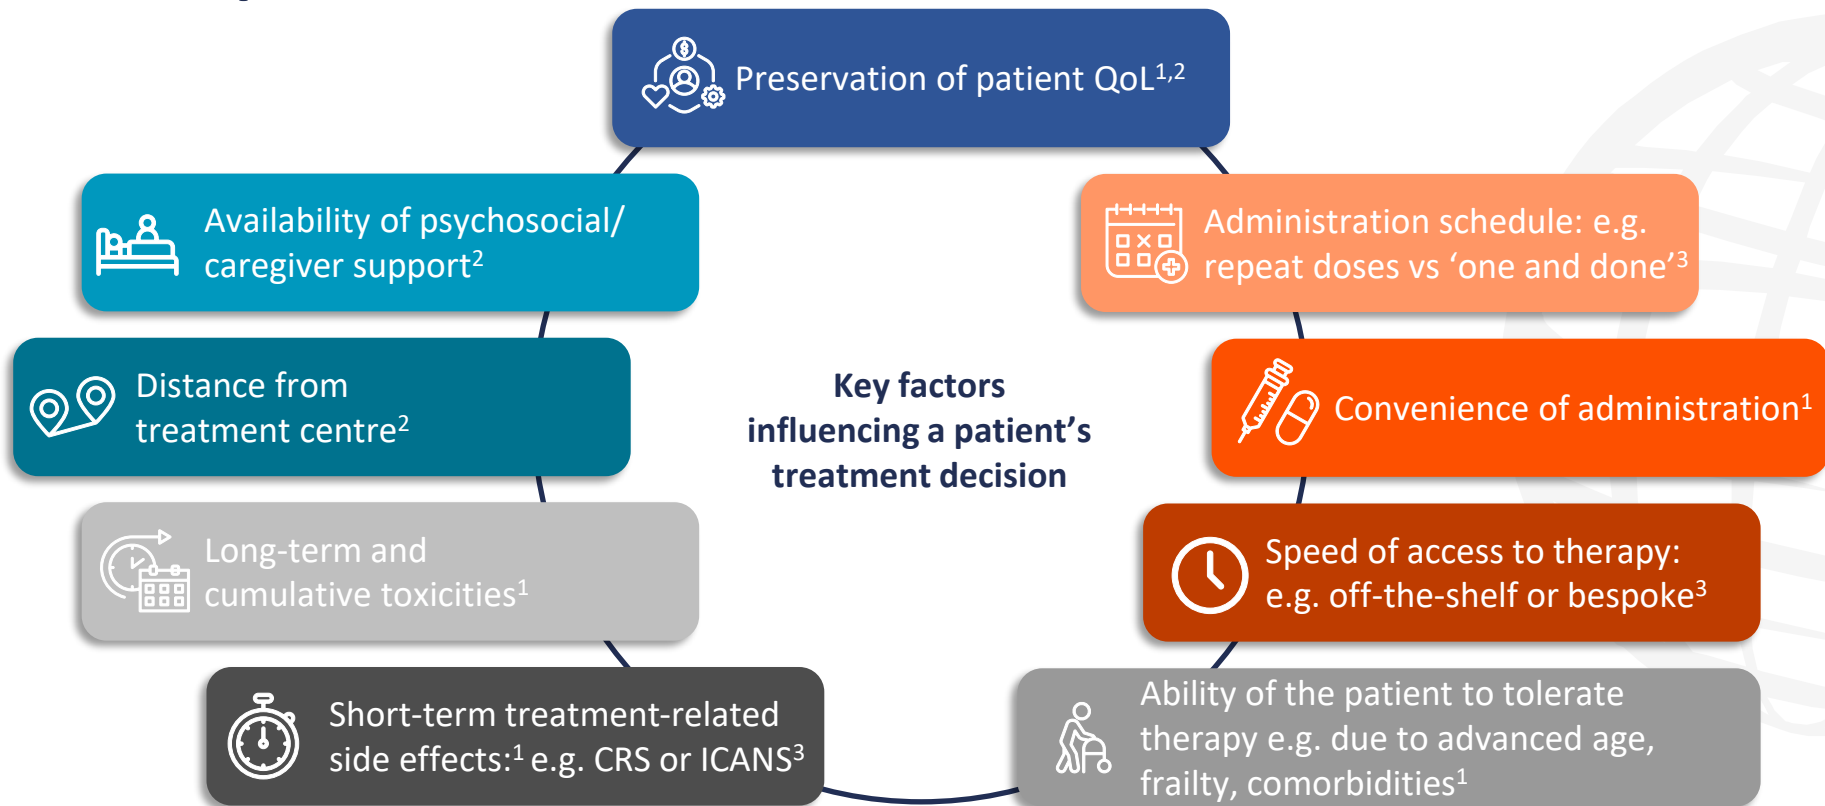 Preservation of patient QoL1,2
Availability of psychosocial/
caregiver support2
Administration schedule: e.g.
repeat doses vs ‘one and done’3
Distance from
treatment centre2
Key factors
influencing a patient’s
treatment decision
Convenience of administration1
Long-term and
cumulative toxicities1
Speed of access to therapy:
e.g. off-the-shelf or bespoke3
Short-term treatment-related
side effects:1 e.g. CRS or ICANS3
Ability of the patient to tolerate
therapy e.g. due to advanced age,
frailty, comorbidities1